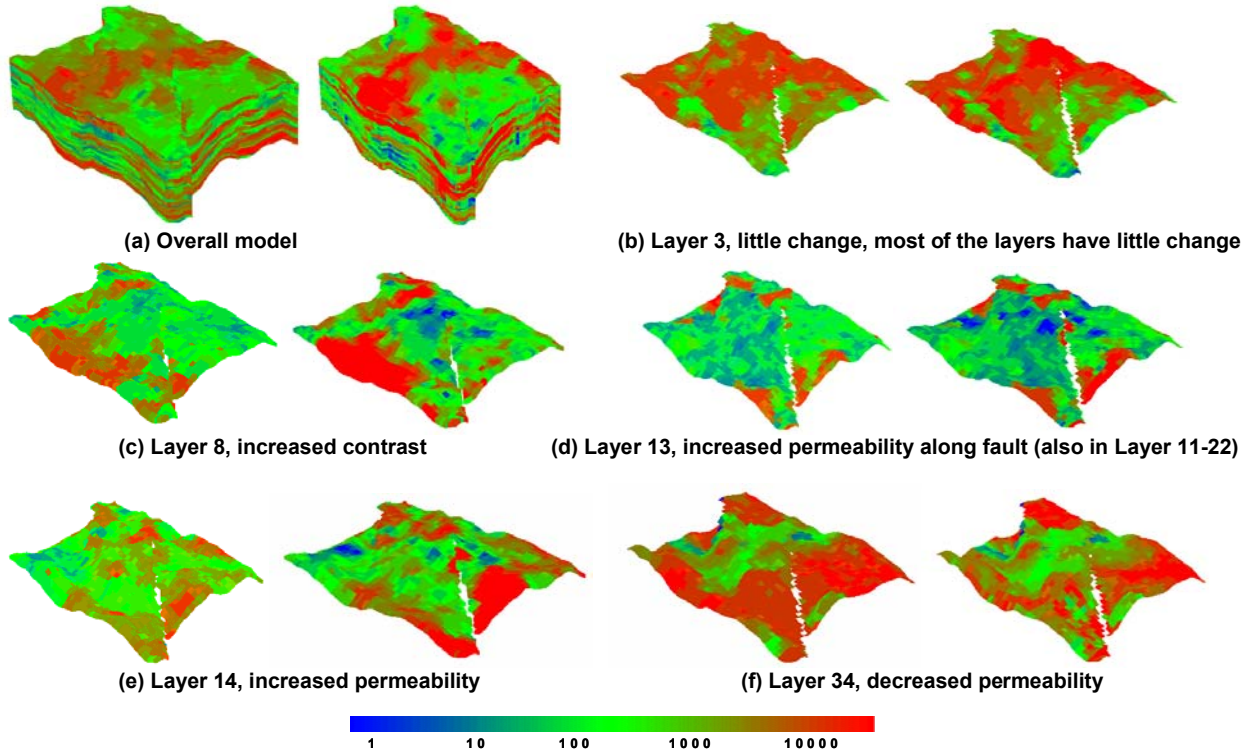 (a) Overall model
(b) Layer 3, little change, most of the layers have little change
(c) Layer 8, increased contrast
(d) Layer 13, increased permeability along fault (also in Layer 11-22)
(e) Layer 14, increased permeability
(f) Layer 34, decreased permeability
1 10 100 1000 10000